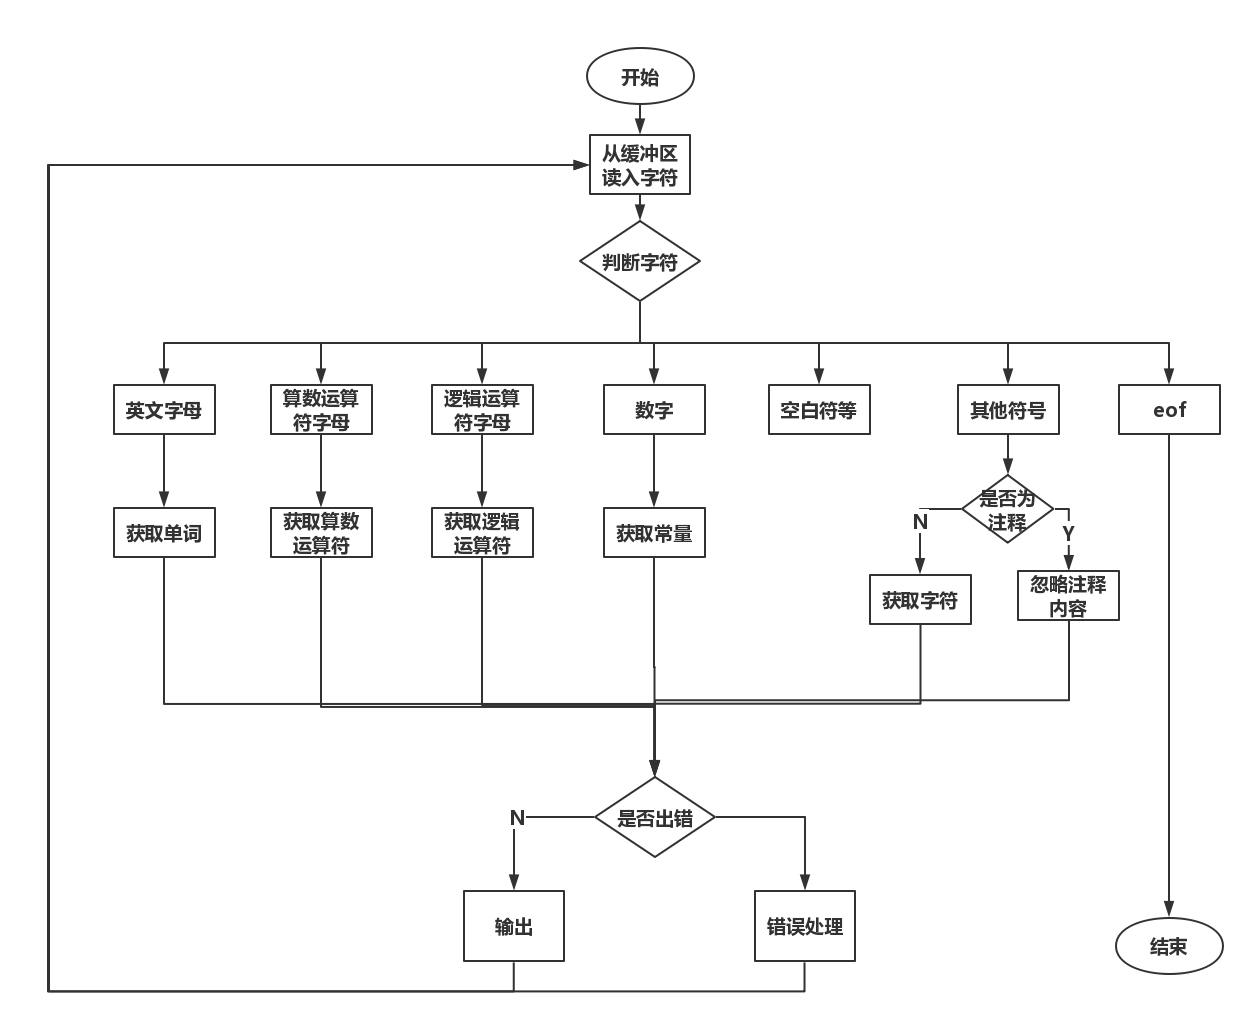 开始
从缓冲区
读入字符
判断字符
英文字母
算数运算
符字母
逻辑运算
符字母
数字
空白符等
其他符号
eof
获取单词
获取算数
运算符
获取逻辑
运算符
获取常量
是否为
注释
N
Y
获取字符
忽略注释
内容
是否出错
N
输出
错误处理
结束